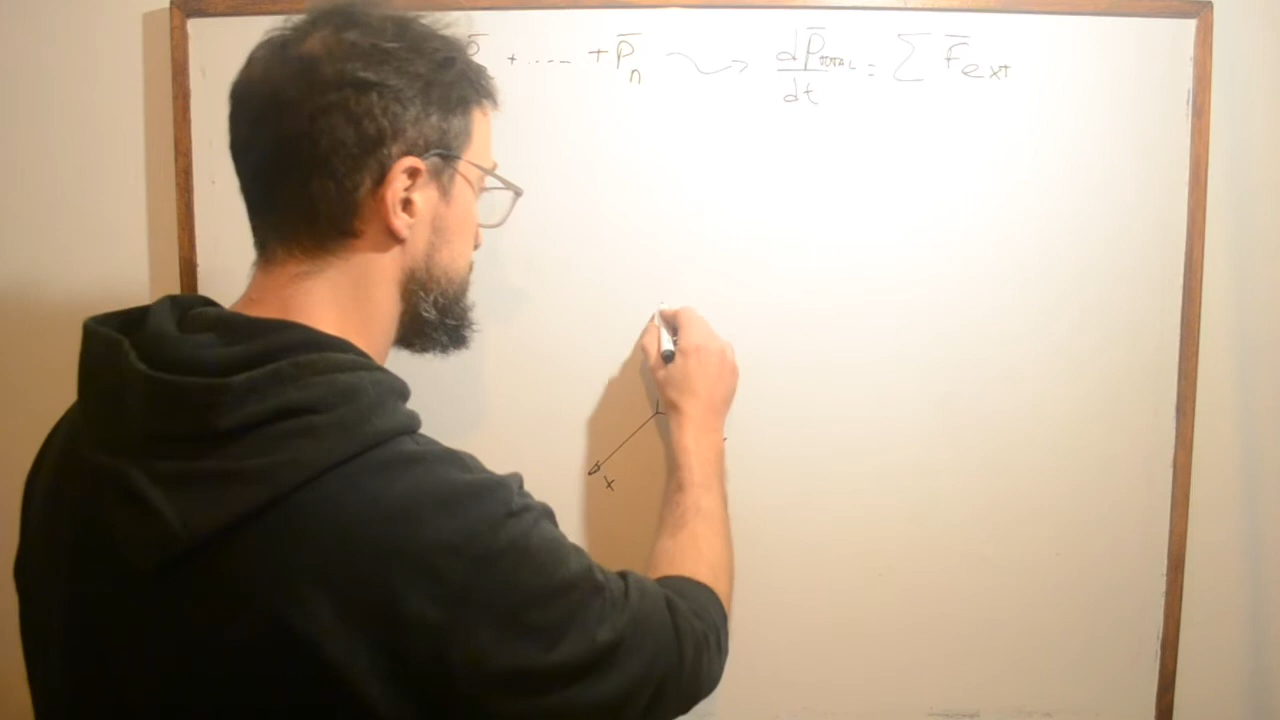 + .... + P̄n ⟶ dP̄TOTAL/dt = Σ F̄ext
x